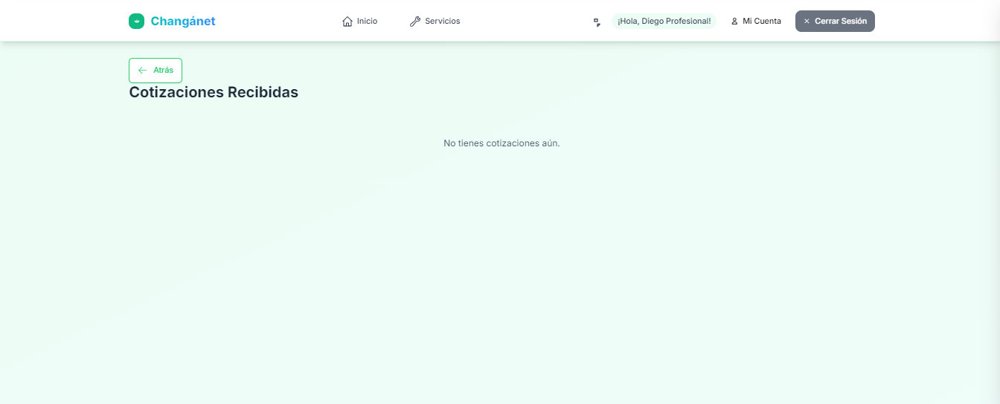 Changánet
Inicio
Servicios
¡Hola, Diego Profesional!
Mi Cuenta
Cerrar Sesión
Atrás
Cotizaciones Recibidas
No tienes cotizaciones aún.